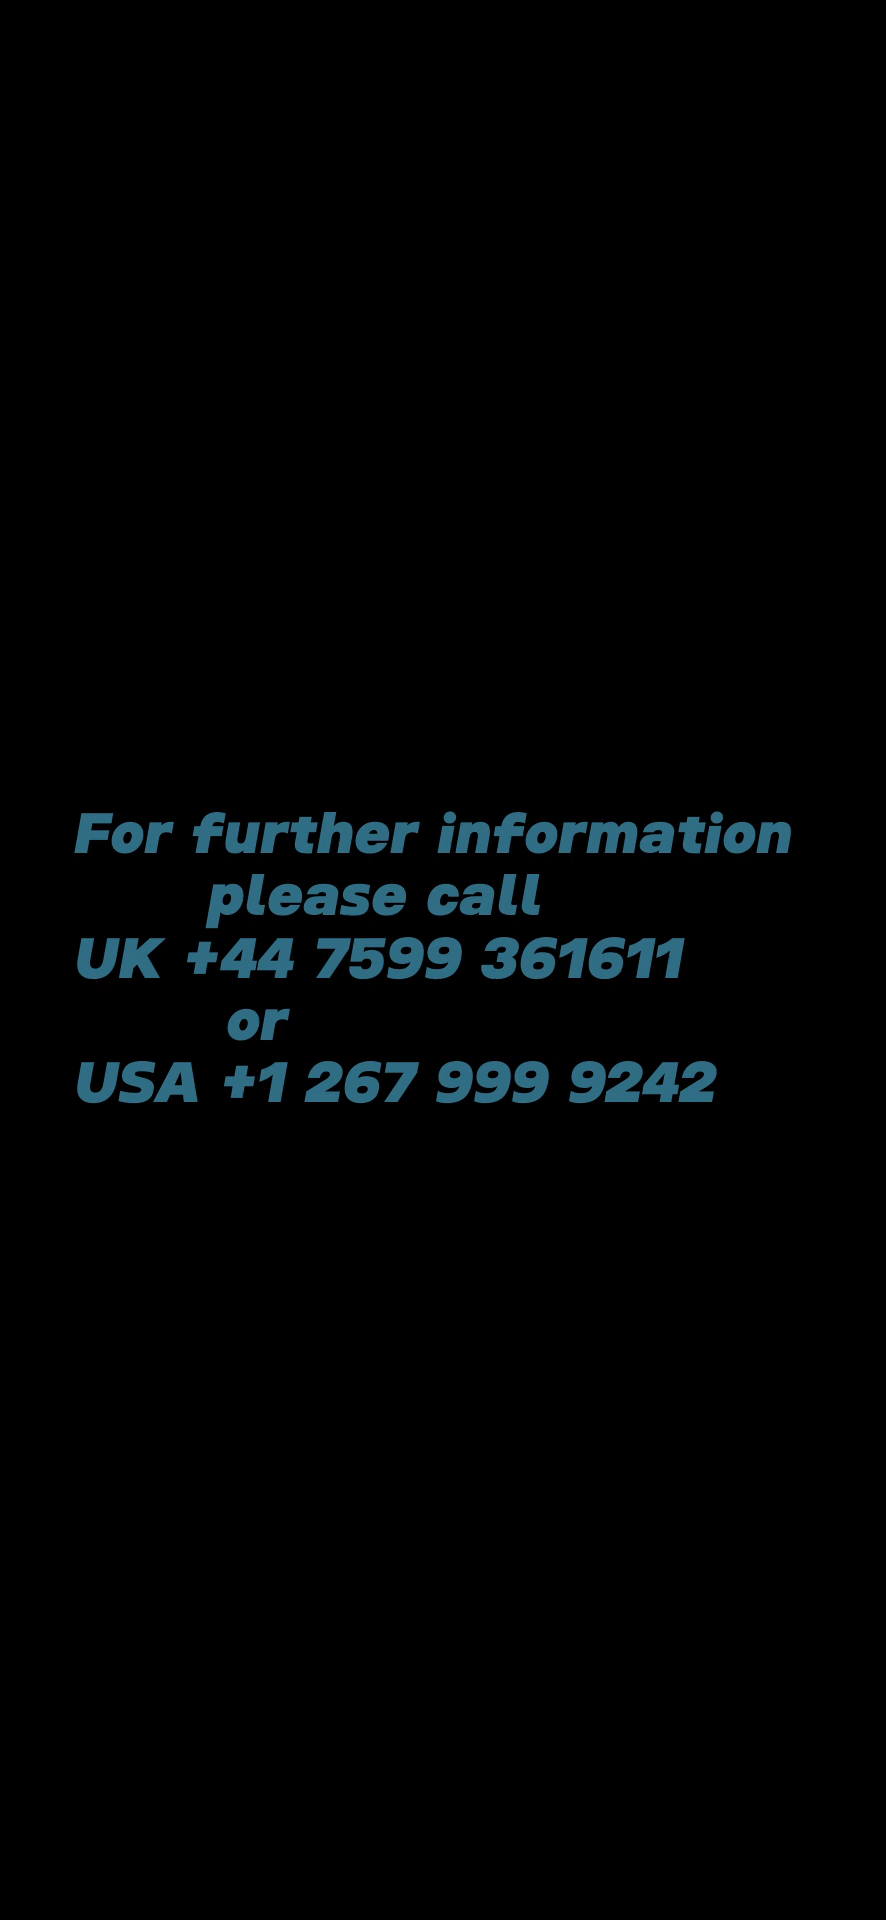 For further information
please call
UK +44 7599 361611
or
USA +1 267 999 9242